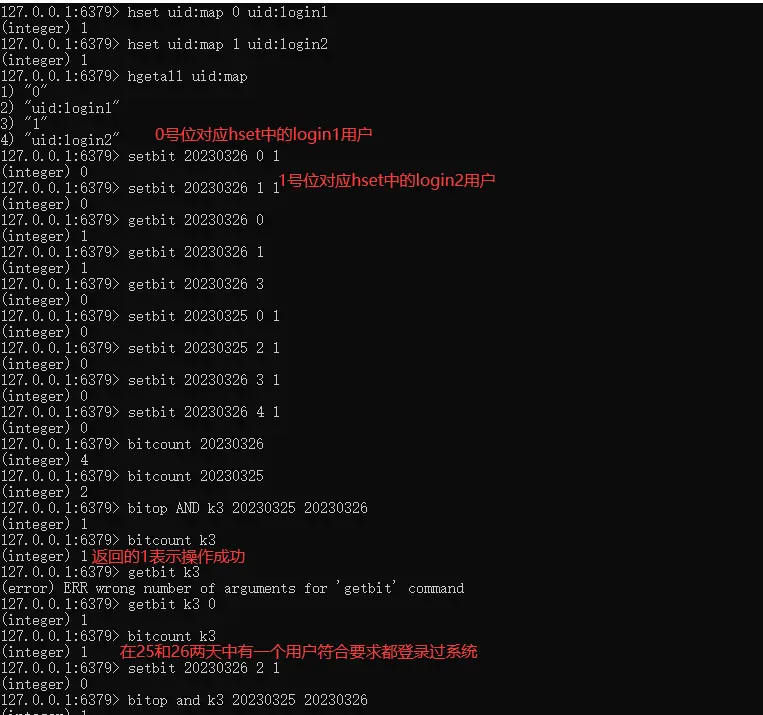 127.0.0.1:6379> hset uid:map 0 uid:login1
(integer) 1
127.0.0.1:6379> hset uid:map 1 uid:login2
(integer) 1
127.0.0.1:6379> hgetall uid:map
1) "0"
2) "uid:login1"
3) "1"
4) "uid:login2" 0号位对应hset中的login1用户
127.0.0.1:6379> setbit 20230326 0 1
(integer) 0
127.0.0.1:6379> setbit 20230326 1 1 1号位对应hset中的login2用户
(integer) 0
127.0.0.1:6379> getbit 20230326 0
(integer) 1
127.0.0.1:6379> getbit 20230326 1
(integer) 1
127.0.0.1:6379> getbit 20230326 3
(integer) 0
127.0.0.1:6379> setbit 20230325 0 1
(integer) 0
127.0.0.1:6379> setbit 20230325 2 1
(integer) 0
127.0.0.1:6379> setbit 20230326 3 1
(integer) 0
127.0.0.1:6379> setbit 20230326 4 1
(integer) 0
127.0.0.1:6379> bitcount 20230326
(integer) 4
127.0.0.1:6379> bitcount 20230325
(integer) 2
127.0.0.1:6379> bitop AND k3 20230325 20230326
(integer) 1
127.0.0.1:6379> bitcount k3
(integer) 1 返回的1表示操作成功
127.0.0.1:6379> getbit k3
(error) ERR wrong number of arguments for 'getbit' command
127.0.0.1:6379> getbit k3 0
(integer) 1
127.0.0.1:6379> bitcount k3
(integer) 1 在25和26两天中有一个用户符合要求都登录过系统
127.0.0.1:6379> setbit 20230326 2 1
(integer) 0
127.0.0.1:6379> bitop and k3 20230325 20230326
(integer) 1